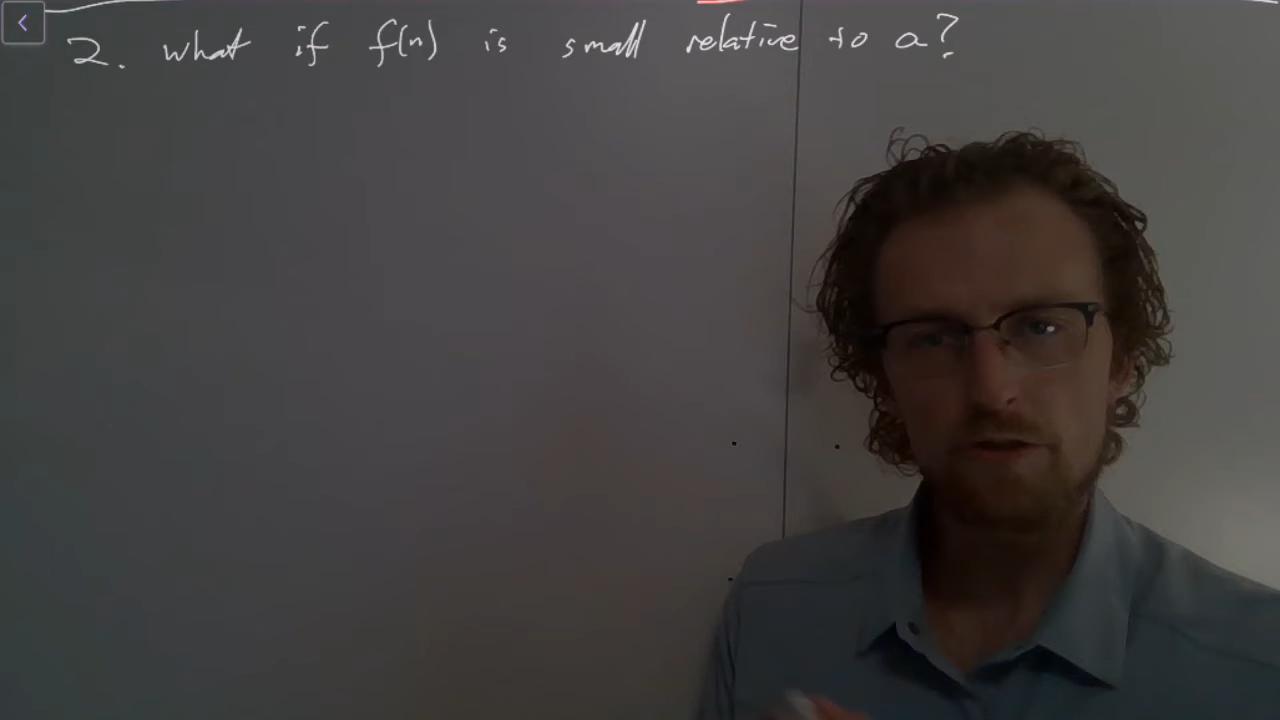 2. what if f(n) is small relative to a?